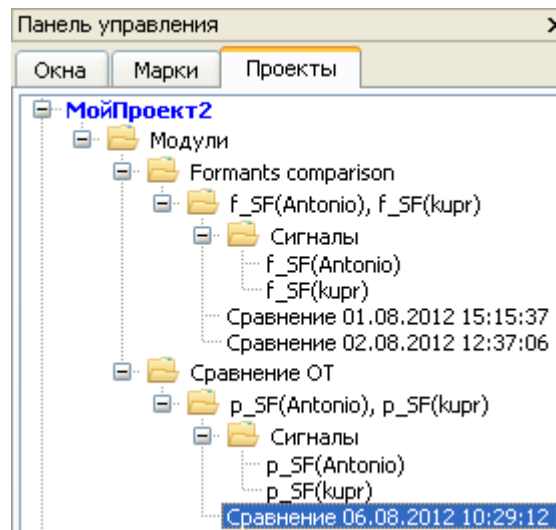 Панель управления
Окна Марки Проекты
МойПроект2
Модули
Formants comparison
f_SF(Antonio), f_SF(kupr)
Сигналы
f_SF(Antonio)
f_SF(kupr)
Сравнение 01.08.2012 15:15:37
Сравнение 02.08.2012 12:37:06
Сравнение ОТ
p_SF(Antonio), p_SF(kupr)
Сигналы
p_SF(Antonio)
p_SF(kupr)
Сравнение 06.08.2012 10:29:12